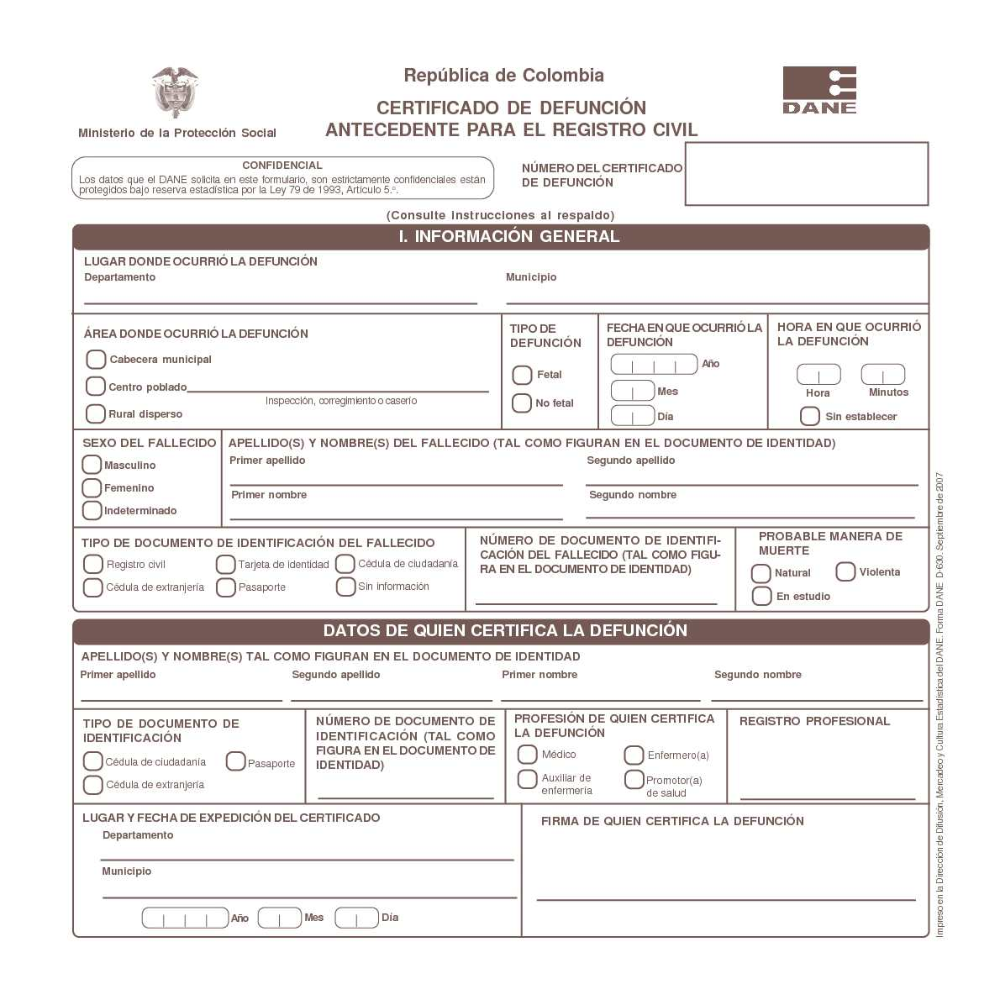 República de Colombia
CERTIFICADO DE DEFUNCIÓN
ANTECEDENTE PARA EL REGISTRO CIVIL
Ministerio de la Protección Social
DANE
CONFIDENCIAL
Los datos que el DANE solicita en este formulario, son estrictamente confidenciales están
protegidos bajo reserva estadística por la Ley 79 de 1993, Artículo 5.°.
NÚMERO DEL CERTIFICADO
DE DEFUNCIÓN
(Consulte instrucciones al respaldo)
I. INFORMACIÓN GENERAL
LUGAR DONDE OCURRIÓ LA DEFUNCIÓN
Departamento
Municipio
ÁREA DONDE OCURRIÓ LA DEFUNCIÓN
Cabecera municipal
Centro poblado
Inspección, corregimiento o caserío
Rural disperso
TIPO DE
DEFUNCIÓN
Fetal
No fetal
FECHA EN QUE OCURRIÓ LA
DEFUNCIÓN
Año
Mes
Día
HORA EN QUE OCURRIÓ
LA DEFUNCIÓN
Hora
Minutos
Sin establecer
SEXO DEL FALLECIDO
Masculino
Femenino
Indeterminado
APELLIDO(S) Y NOMBRE(S) DEL FALLECIDO (TAL COMO FIGURAN EN EL DOCUMENTO DE IDENTIDAD)
Primer apellido
Segundo apellido
Primer nombre
Segundo nombre
TIPO DE DOCUMENTO DE IDENTIFICACIÓN DEL FALLECIDO
Registro civil
Tarjeta de identidad
Cédula de ciudadanía
Cédula de extranjería
Pasaporte
Sin información
NÚMERO DE DOCUMENTO DE IDENTIFI-
CACIÓN DEL FALLECIDO (TAL COMO FIGU-
RA EN EL DOCUMENTO DE IDENTIDAD)
PROBABLE MANERA DE
MUERTE
Natural
Violenta
En estudio
DATOS DE QUIEN CERTIFICA LA DEFUNCIÓN
APELLIDO(S) Y NOMBRE(S) TAL COMO FIGURAN EN EL DOCUMENTO DE IDENTIDAD
Primer apellido
Segundo apellido
Primer nombre
Segundo nombre
TIPO DE DOCUMENTO DE
IDENTIFICACIÓN
Cédula de ciudadanía
Pasaporte
Cédula de extranjería
NÚMERO DE DOCUMENTO DE
IDENTIFICACIÓN (TAL COMO
FIGURA EN EL DOCUMENTO DE
IDENTIDAD)
PROFESIÓN DE QUIEN CERTIFICA
LA DEFUNCIÓN
Médico
Enfermero(a)
Auxiliar de
enfermería
Promotor(a)
de salud
REGISTRO PROFESIONAL
LUGAR Y FECHA DE EXPEDICIÓN DEL CERTIFICADO
Departamento
Municipio
Año
Mes
Día
FIRMA DE QUIEN CERTIFICA LA DEFUNCIÓN
Impreso en la Dirección de Difusión, Mercadeo y Cultura Estadística del DANE. Forma DANE D-630. Septiembre de 2007